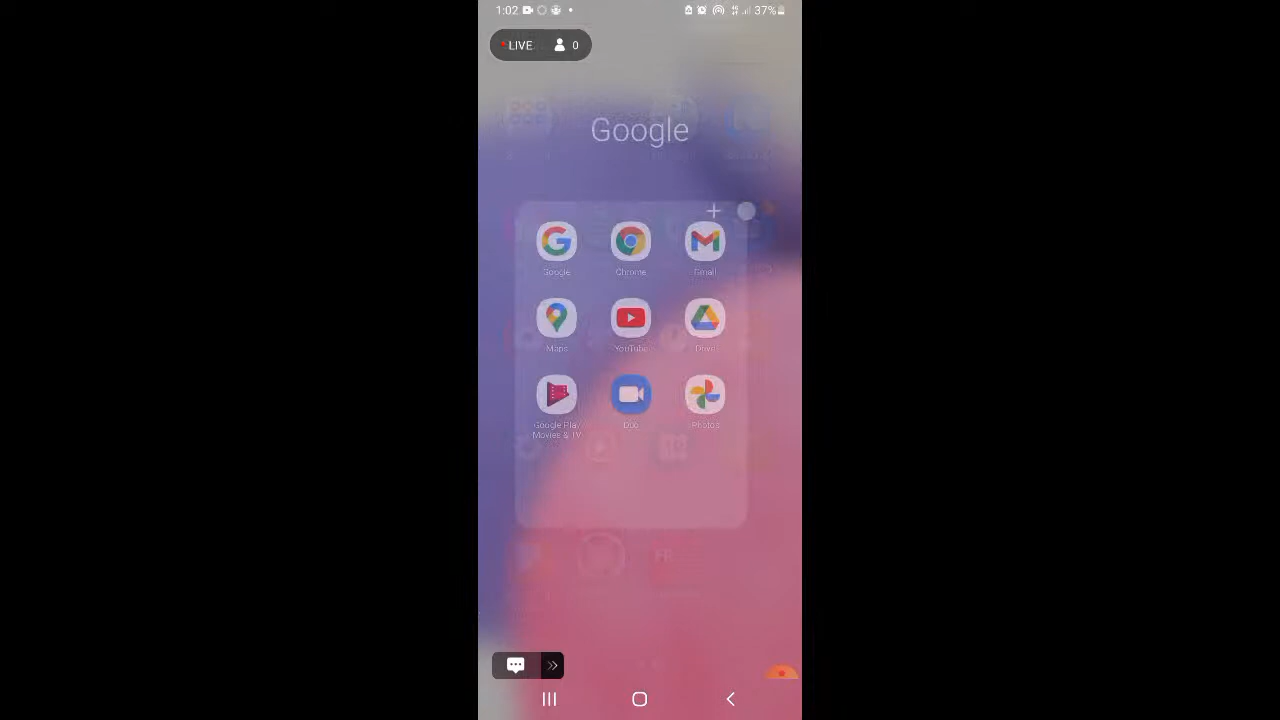 1:02 37%
LIVE 0
Google
Google Chrome Gmail
Maps YouTube Drive
Google Play Duo Photos
Movies & TV